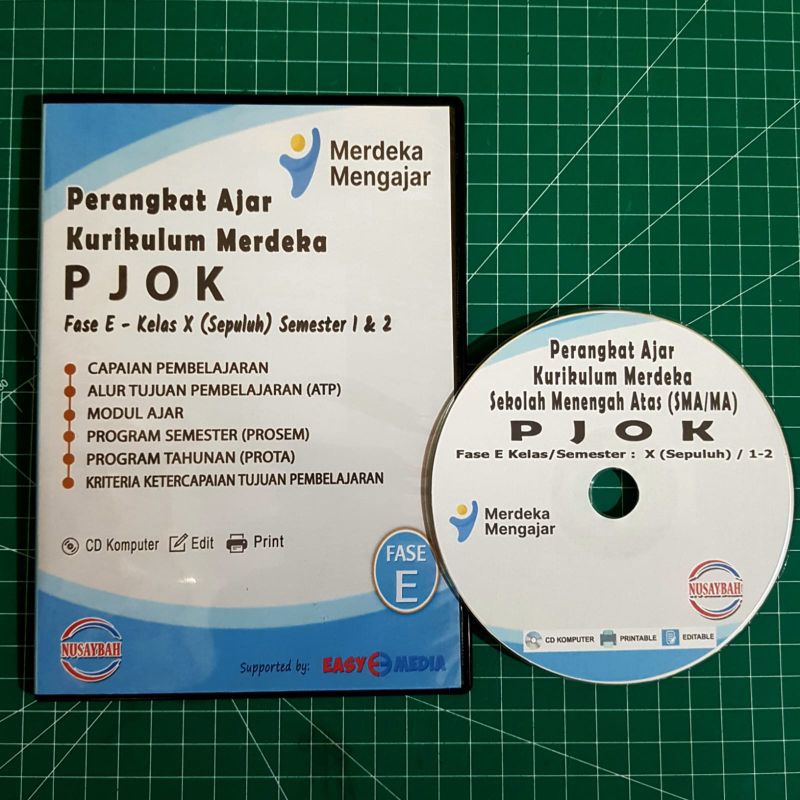 Merdeka
Mengajar
Perangkat Ajar
Kurikulum Merdeka
PJOK
Fase E - Kelas X (Sepuluh) Semester 1 & 2
CAPAIAN PEMBELAJARAN
ALUR TUJUAN PEMBELAJARAN (ATP)
MODUL AJAR
PROGRAM SEMESTER (PROSEM)
PROGRAM TAHUNAN (PROTA)
KRITERIA KETERCAPAIAN TUJUAN PEMBELAJARAN
CD Komputer Edit Print
FASE
E
NUSAYBAH
Supported by: EASY MEDIA
Perangkat Ajar
Kurikulum Merdeka
Sekolah Menengah Atas (SMA/MA)
PJOK
Fase E Kelas/Semester : X (Sepuluh) / 1-2
Merdeka
Mengajar
NUSAYBAH
CD KOMPUTER PRINTABLE EDITABLE